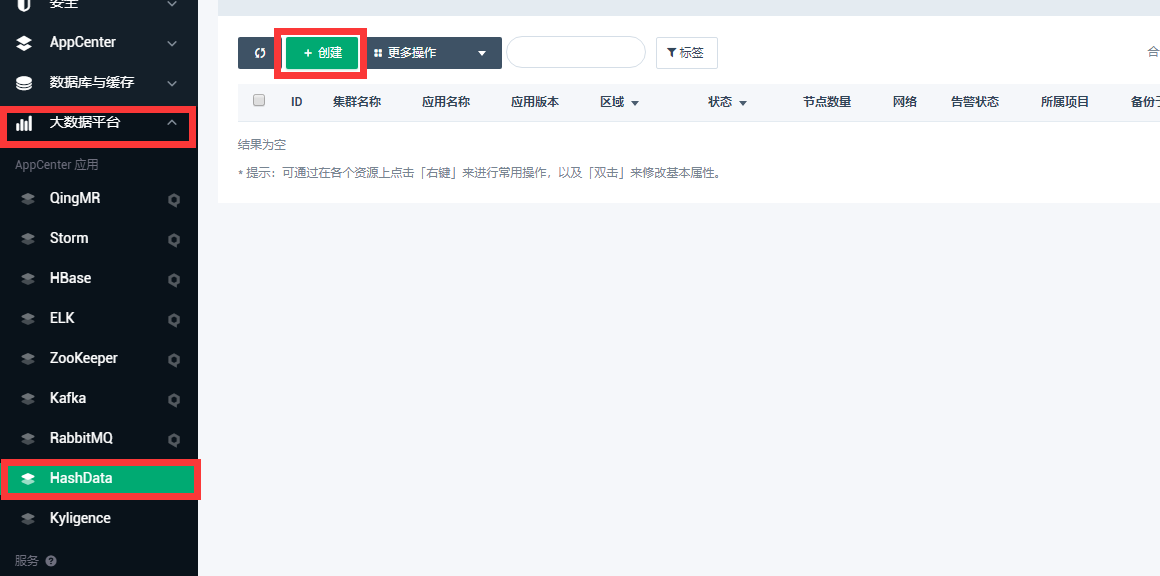 安全
AppCenter
数据库与缓存
大数据平台
AppCenter 应用
QingMR
Storm
HBase
ELK
ZooKeeper
Kafka
RabbitMQ
HashData
Kyligence
服务
+ 创建
更多操作
标签
合
ID 集群名称 应用名称 应用版本 区域 状态 节点数量 网络 告警状态 所属项目 备份于
结果为空
* 提示：可通过在各个资源上点击「右键」来进行常用操作，以及「双击」来修改基本属性。